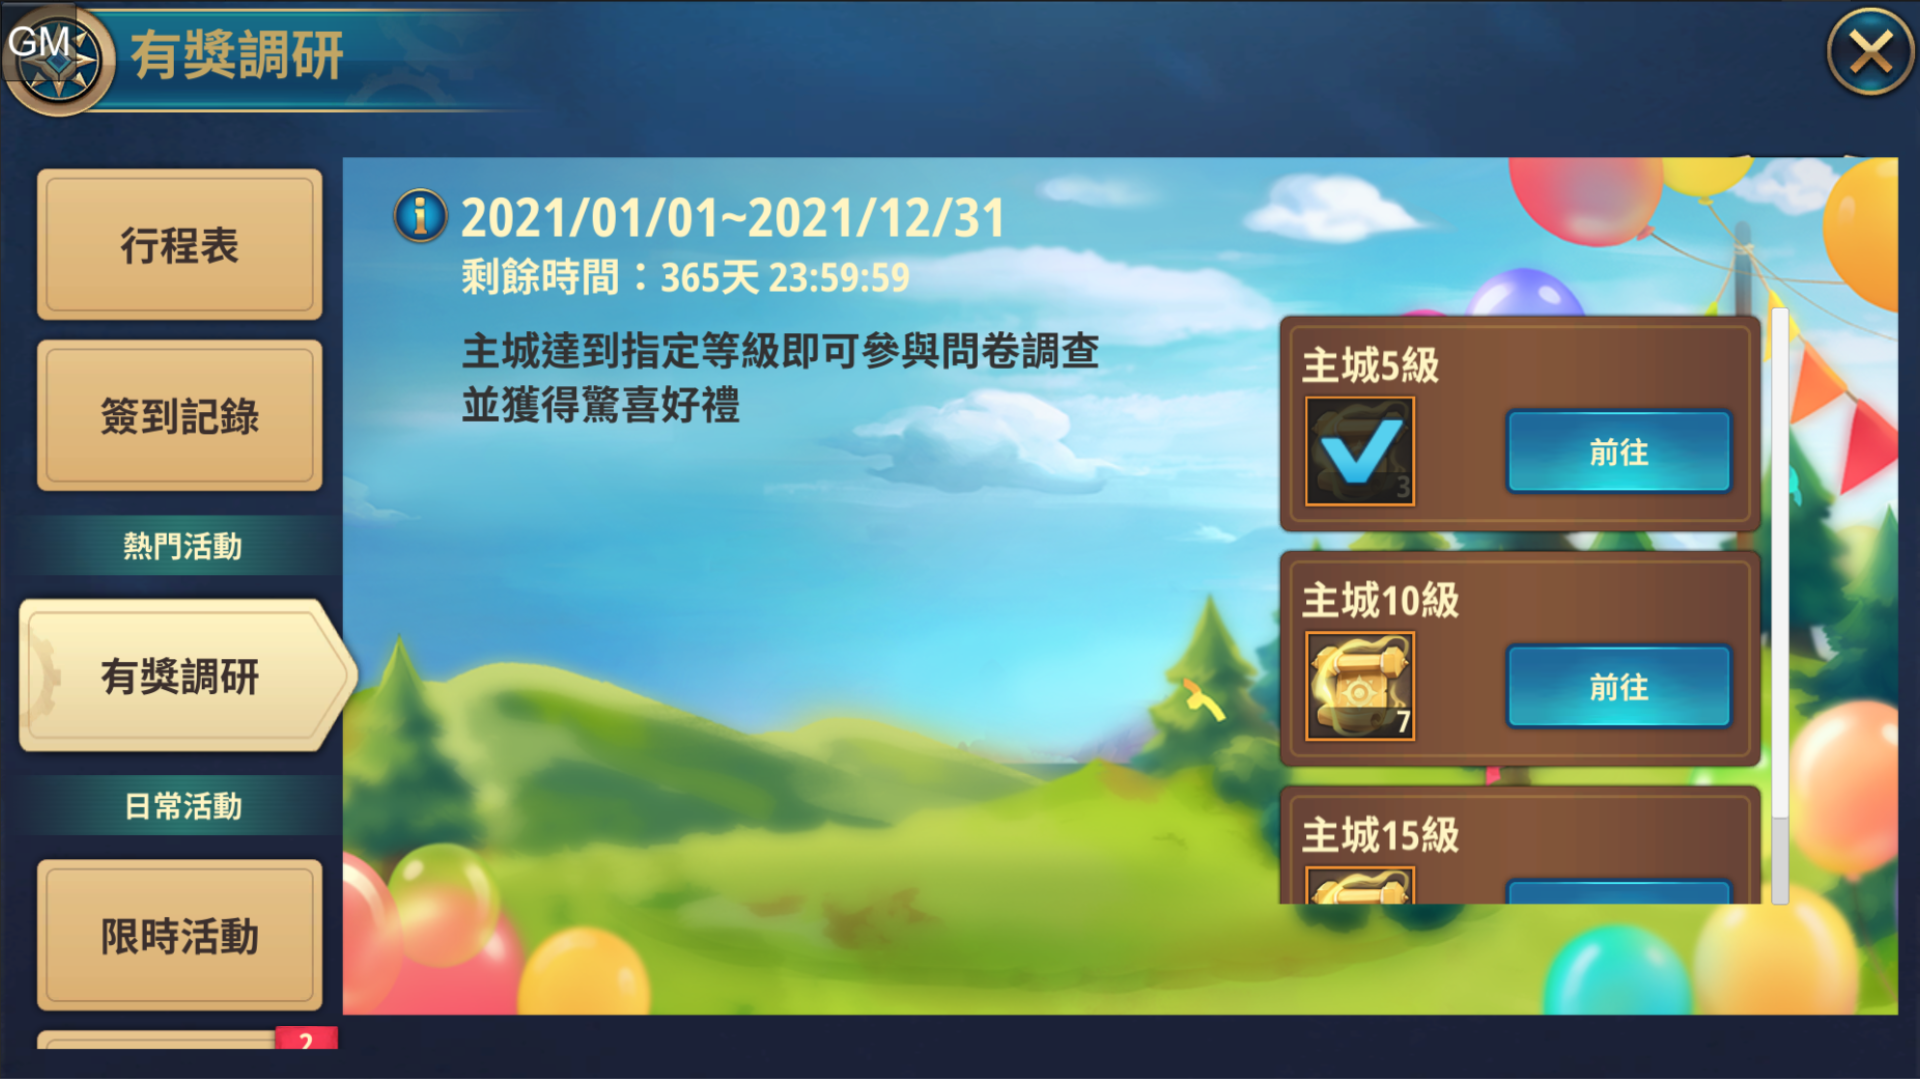 GM
有獎調研
行程表
簽到記錄
熱門活動
有獎調研
日常活動
限時活動
2
2021/01/01~2021/12/31
剩餘時間：365天 23:59:59
主城達到指定等級即可參與問卷調查
並獲得驚喜好禮
主城5級
3
前往
主城10級
7
前往
主城15級